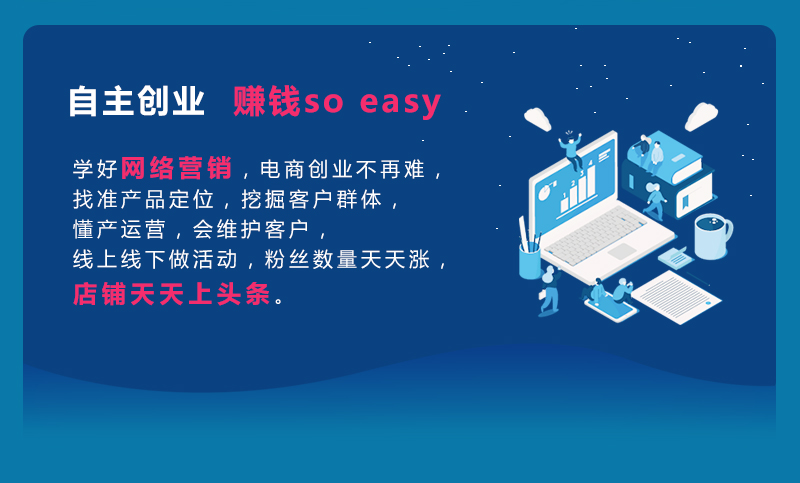 自主创业 赚钱so easy
学好网络营销，电商创业不再难，
找准产品定位，挖掘客户群体，
懂产运营，会维护客户，
线上线下做活动，粉丝数量天天涨，
店铺天天上头条。